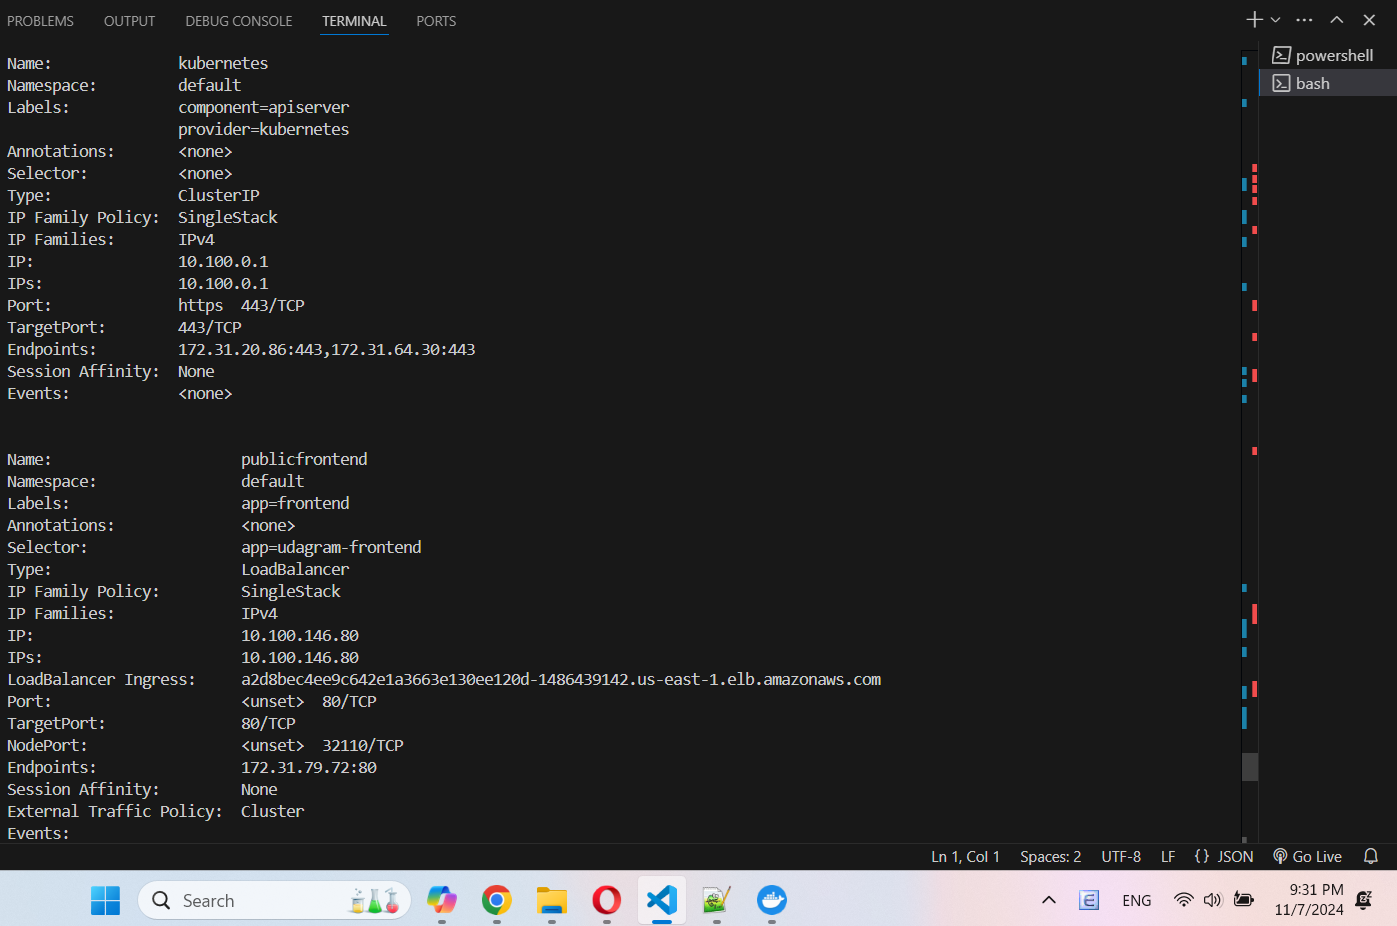 PROBLEMS OUTPUT DEBUG CONSOLE TERMINAL PORTS
powershell
bash
Name: kubernetes
Namespace: default
Labels: component=apiserver
provider=kubernetes
Annotations: <none>
Selector: <none>
Type: ClusterIP
IP Family Policy: SingleStack
IP Families: IPv4
IP: 10.100.0.1
IPs: 10.100.0.1
Port: https 443/TCP
TargetPort: 443/TCP
Endpoints: 172.31.20.86:443,172.31.64.30:443
Session Affinity: None
Events: <none>
Name: publicfrontend
Namespace: default
Labels: app=frontend
Annotations: <none>
Selector: app=udagram-frontend
Type: LoadBalancer
IP Family Policy: SingleStack
IP Families: IPv4
IP: 10.100.146.80
IPs: 10.100.146.80
LoadBalancer Ingress: a2d8bec4ee9c642e1a3663e130ee120d-1486439142.us-east-1.elb.amazonaws.com
Port: <unset> 80/TCP
TargetPort: 80/TCP
NodePort: <unset> 32110/TCP
Endpoints: 172.31.79.72:80
Session Affinity: None
External Traffic Policy: Cluster
Events:
Ln 1, Col 1 Spaces: 2 UTF-8 LF {} JSON Go Live
Search
ENG
9:31 PM
11/7/2024